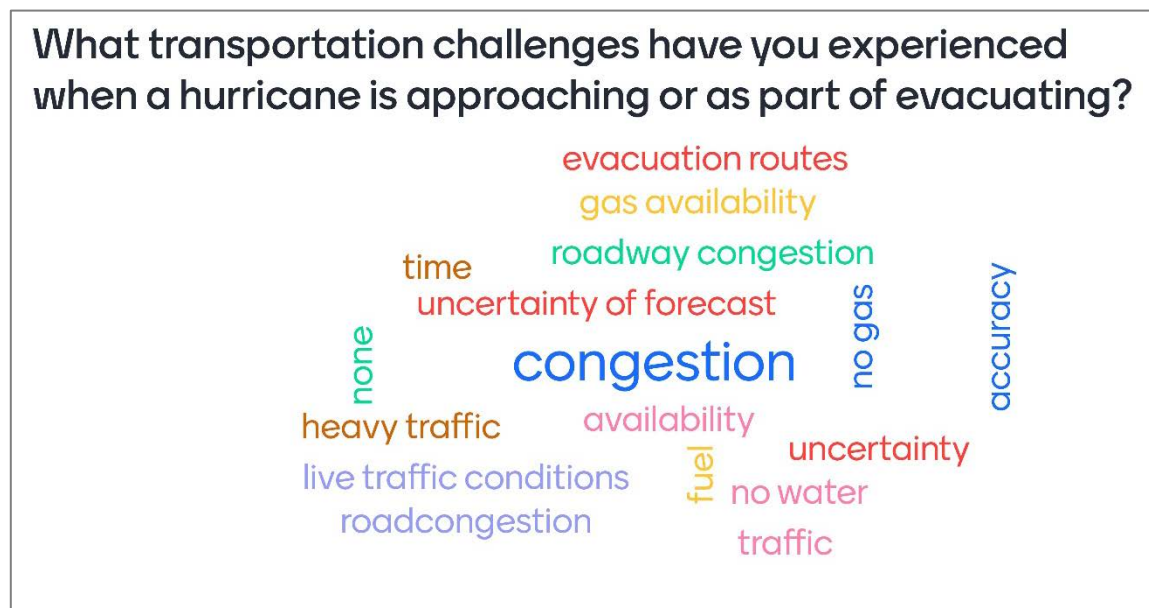 What transportation challenges have you experienced
when a hurricane is approaching or as part of evacuating?
evacuation routes
gas availability
roadway congestion
time
uncertainty of forecast
no gas
accuracy
none
congestion
heavy traffic
availability
uncertainty
live traffic conditions
fuel
no water
roadcongestion
traffic